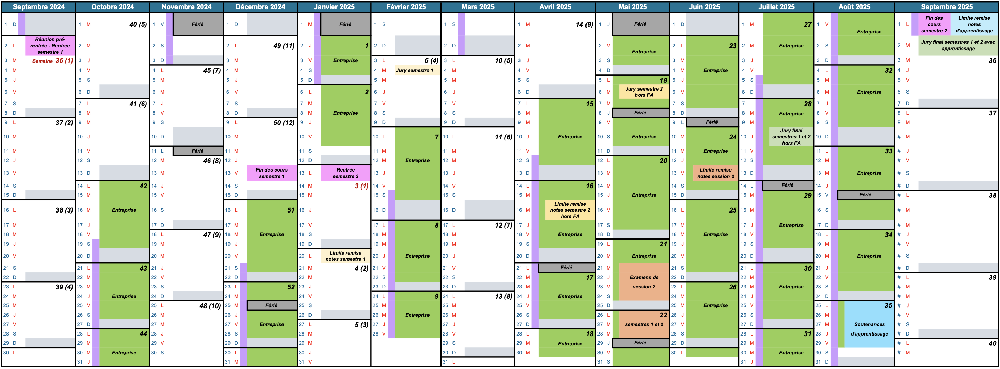 Septembre 2024
1 D
2 L Réunion pré-
rentrée - Rentrée
semestre 1
3 M Semaine 36 (1)
4 M
5 J
6 V
7 S
8 D
9 L 37 (2)
10 M
11 M
12 J
13 V
14 S
15 D
16 L 38 (3)
17 M
18 M
19 J
20 V
21 S
22 D
23 L 39 (4)
24 M
25 M
26 J
27 V
28 S
29 D
30 L
Octobre 2024
1 M 40 (5)
2 M
3 J
4 V
5 S
6 D
7 L 41 (6)
8 M
9 M
10 J
11 V
12 S
13 D
14 L 42
15 M
16 M Entreprise
17 J
18 V
19 S
20 D
21 L 43
22 M
23 M
24 J Entreprise
25 V
26 S
27 D
28 L 44
29 M
30 M Entreprise
31 J
Novembre 2024
1 V Férié
2 S
3 D
4 L 45 (7)
5 M
6 M
7 J
8 V
9 S
10 D
11 L Férié
12 M 46 (8)
13 M
14 J
15 V
16 S
17 D
18 L 47 (9)
19 M
20 M
21 J
22 V
23 S
24 D
25 L 48 (10)
26 M
27 M
28 J
29 V
30 S
Décembre 2024
1 D
2 L 49 (11)
3 M
4 M
5 J
6 V
7 S
8 D
9 L 50 (12)
10 M
11 M
12 J
13 V Fin des cours
semestre 1
14 S
15 D
16 L 51
17 M
18 M Entreprise
19 J
20 V
21 S
22 D
23 L 52
24 M
25 M Férié
26 J
27 V Entreprise
28 S
29 D
30 L
31 M
Janvier 2025
1 M Férié
2 J 1
3 V Entreprise
4 S
5 D
6 L 2
7 M
8 M Entreprise
9 J
10 V
11 S
12 D
13 L Rentrée
semestre 2
14 M 3 (1)
15 M
16 J
17 V
18 S
19 D
20 L Limite remise
notes semestre 1
21 M 4 (2)
22 M
23 J
24 V
25 S
26 D
27 L 5 (3)
28 M
29 M
30 J
31 V
Février 2025
1 S
2 D
3 L 6 (4)
4 M Jury semestre 1
5 M
6 J
7 V
8 S
9 D
10 L 7
11 M
12 M Entreprise
13 J
14 V
15 S
16 D
17 L 8
18 M
19 M
20 J Entreprise
21 V
22 S
23 D
24 L 9
25 M
26 M Entreprise
27 J
28 V
Mars 2025
1 S
2 D
3 L 10 (5)
4 M
5 M
6 J
7 V
8 S
9 D
10 L 11 (6)
11 M
12 M
13 J
14 V
15 S
16 D
17 L 12 (7)
18 M
19 M
20 J
21 V
22 S
23 D
24 L 13 (8)
25 M
26 M
27 J
28 V
29 S
30 D
31 L
Avril 2025
1 M 14 (9)
2 M
3 J
4 V
5 S
6 D
7 L 15
8 M
9 M
10 J Entreprise
11 V
12 S
13 D
14 L 16
15 M
16 M Limite remise
notes semestre 2
hors FA
17 J
18 V Entreprise
19 S
20 D
21 L Férié
22 M 17
23 M
24 J Entreprise
25 V
26 S
27 D
28 L 18
29 M Entreprise
30 M
Mai 2025
1 J Férié
2 V Entreprise
3 S
4 D
5 L 19
6 M Jury semestre 2
hors FA
7 M
8 J Férié
9 V
10 S Entreprise
11 D
12 L 20
13 M
14 M
15 J Entreprise
16 V
17 S
18 D
19 L 21
20 M Entreprise
21 M
22 J Examens de
23 V session 2
24 S
25 D
26 L 22
27 M semestres 1 et 2
28 M
29 J Férié
30 V
31 S
Juin 2025
1 D
2 L 23
3 M
4 M Entreprise
5 J
6 V
7 S
8 D
9 L Férié
10 M 24
11 M Entreprise
12 J
13 V Limite remise
notes session 2
14 S
15 D
16 L 25
17 M
18 M Entreprise
19 J
20 V
21 S
22 D
23 L 26
24 M
25 M Entreprise
26 J
27 V
28 S
29 D
30 L
Juillet 2025
1 M 27
2 M Entreprise
3 J
4 V
5 S
6 D
7 L 28
8 M Entreprise
9 M
10 J Jury final
semestres 1 et 2
hors FA
11 V
12 S
13 D
14 L Férié
15 M 29
16 M
17 J Entreprise
18 V
19 S
20 D
21 L 30
22 M
23 M Entreprise
24 J
25 V
26 S
27 D
28 L 31
29 M
30 M Entreprise
31 J
Août 2025
1 V Entreprise
2 S
3 D
4 L 32
5 M
6 M Entreprise
7 J
8 V
9 S
10 D
11 L 33
12 M
13 M Entreprise
14 J
15 V Férié
16 S
17 D
18 L 34
19 M
20 M Entreprise
21 J
22 V
23 S
24 D
25 L 35
26 M
27 M Soutenances
28 J d'apprentissage
29 V
30 S
31 D
Septembre 2025
1 L Fin des
cours
semestre 2
Limite remise
notes
d'apprentissage
2 M Jury final semestres 1 et 2 avec
apprentissage
3 M 36
4 J
5 V
6 S
7 D
8 L 37
9 M
# M
# J
# V
# S
# D
# L 38
# M
# M
# J
# V
# S
# D
# L 39
# M
# M
# J
# V
# S
# D
# L 40
# M